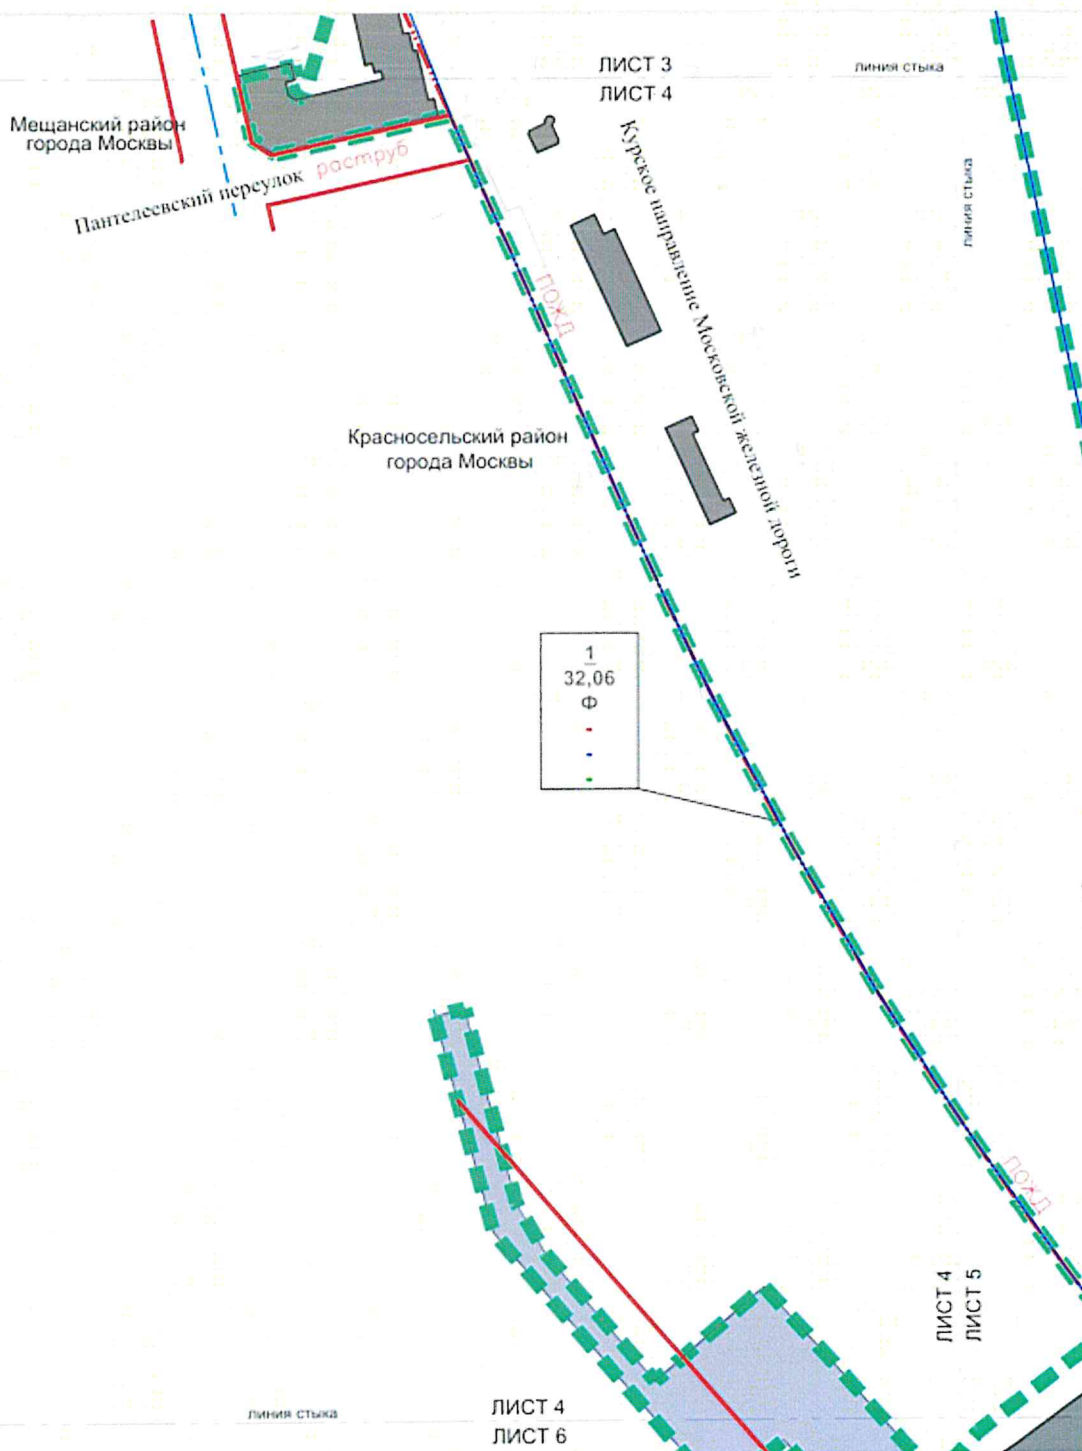 ЛИСТ 3
линия стыка
ЛИСТ 4
Мещанский район
города Москвы
Пантелеевский переулок
раструб
Курское направление Московской железной дороги
линия стыка
ПОЖД
Красносельский район
города Москвы
1
32,06
Ф
-
-
-
ПОЖД
ЛИСТ 4
ЛИСТ 5
линия стыка
ЛИСТ 4
ЛИСТ 6